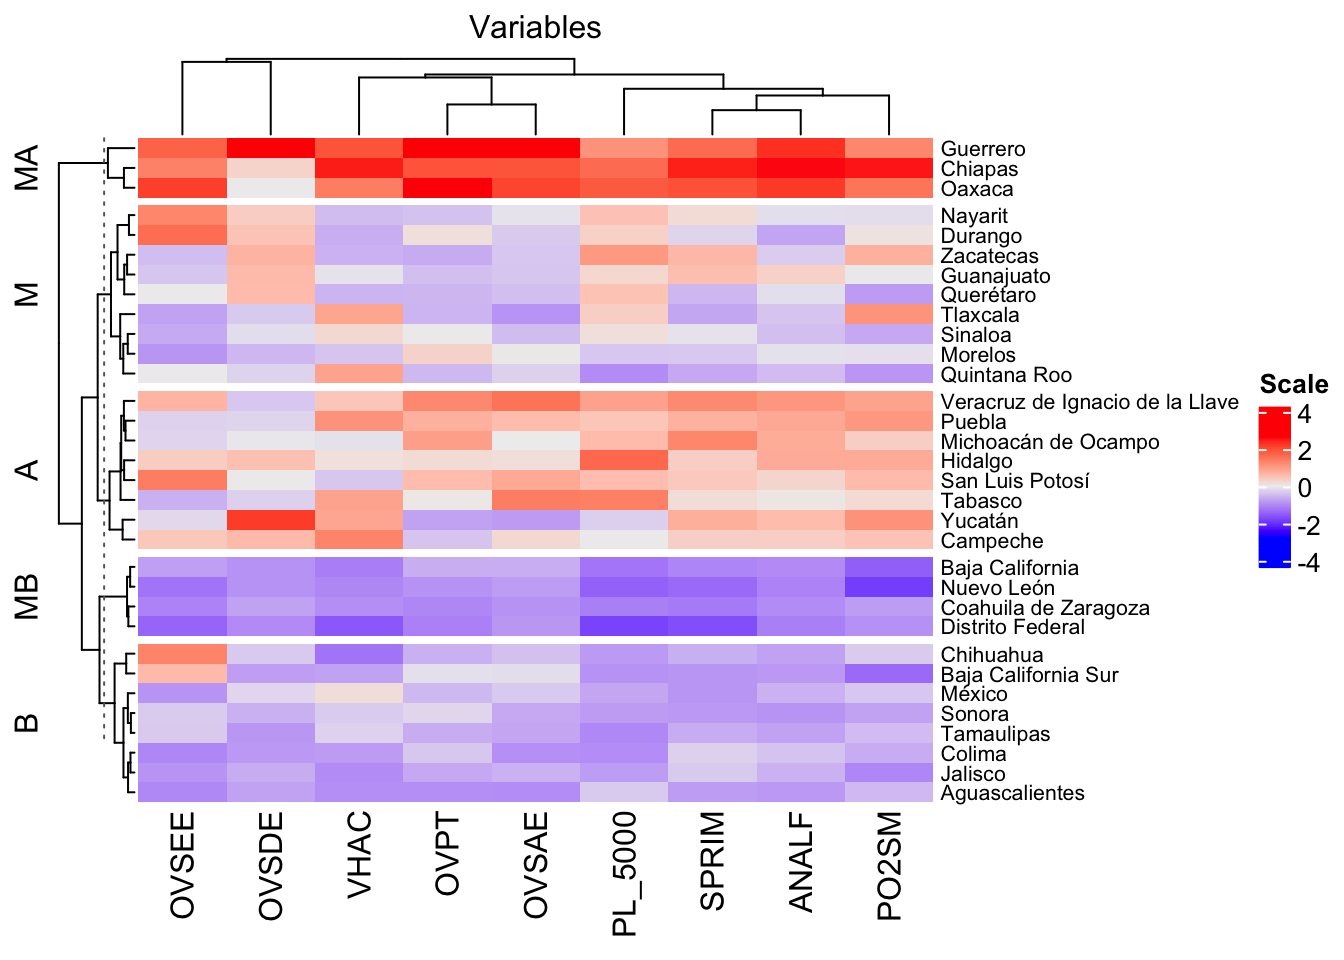 Variables
MA
M
A
MB
B
Guerrero
Chiapas
Oaxaca
Nayarit
Durango
Zacatecas
Guanajuato
Querétaro
Tlaxcala
Sinaloa
Morelos
Quintana Roo
Veracruz de Ignacio de la Llave
Puebla
Michoacán de Ocampo
Hidalgo
San Luis Potosí
Tabasco
Yucatán
Campeche
Baja California
Nuevo León
Coahuila de Zaragoza
Distrito Federal
Chihuahua
Baja California Sur
México
Sonora
Tamaulipas
Colima
Jalisco
Aguascalientes
Scale
4
2
0
-2
-4
OVSEE
OVSDE
VHAC
OVPT
OVSAE
PL_5000
SPRIM
ANALF
PO2SM